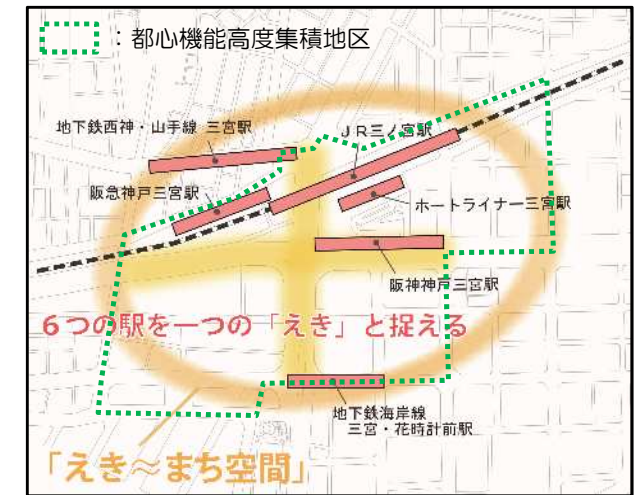 ：都心機能高度集積地区
地下鉄西神・山手線 三宮駅
ＪＲ三ノ宮駅
阪急神戸三宮駅
ホートライナー三宮駅
阪神神戸三宮駅
６つの駅を一つの「えき」と捉える
地下鉄海岸線
三宮・花時計前駅
「えき～まち空間」